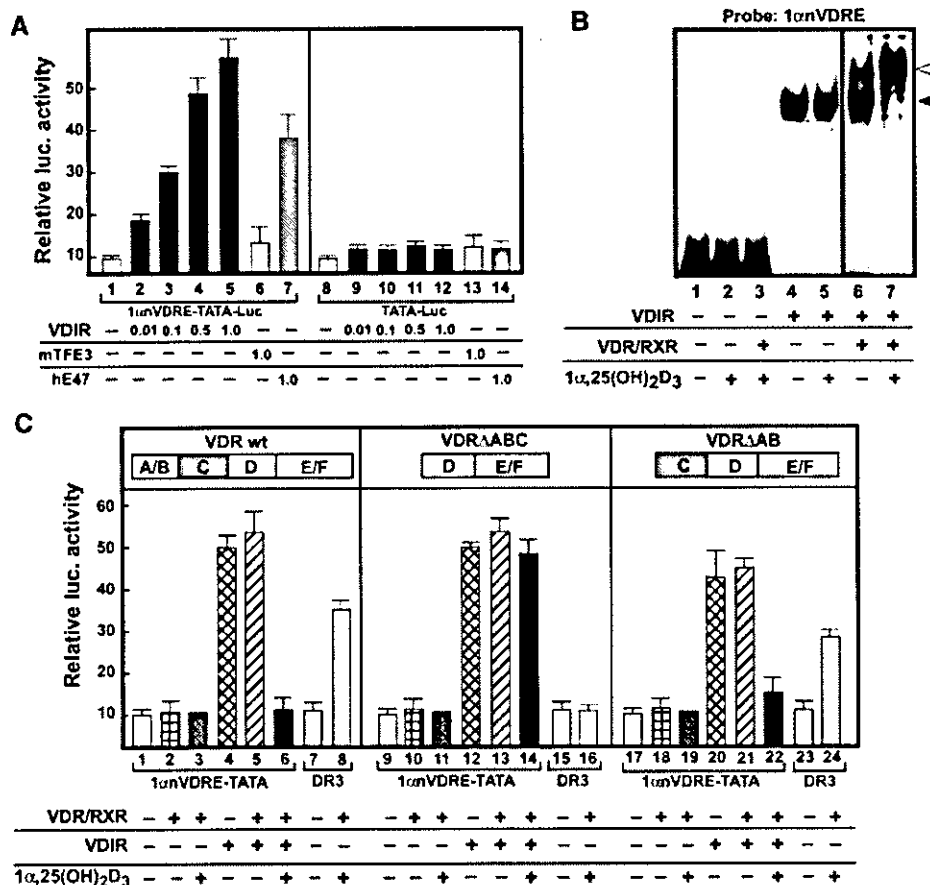 A
Relative luc. activity
50
40
30
20
10
1 2 3 4 5 6 7 8 9 10 11 12 13 14
1αnVDRE-TATA-Luc TATA-Luc
VDIR – 0.01 0.1 0.5 1.0 – – – 0.01 0.1 0.5 1.0 – –
mTFE3 – – – – – 1.0 – – – – – – 1.0 –
hE47 – – – – – – 1.0 – – – – – – 1.0
B
Probe: 1αnVDRE
1 2 3 4 5 6 7
VDIR – – – + + + +
VDR/RXR – – + – – + +
1α,25(OH)2D3 – + + – + – +
C
VDR wt VDRΔABC VDRΔAB
A/B C D E/F D E/F C D E/F
Relative luc. activity
60
50
40
30
20
10
1 2 3 4 5 6 7 8 9 10 11 12 13 14 15 16 17 18 19 20 21 22 23 24
1αnVDRE-TATA DR3 1αnVDRE-TATA DR3 1αnVDRE-TATA DR3
VDR/RXR – + + – + + – + – + + – + + – + – + + – + + – +
VDIR – – – + + + – – – – – + + + – – – – – + + + – –
1α,25(OH)2D3 – – + – – + – + – – + – – + – + – – + – – + – +